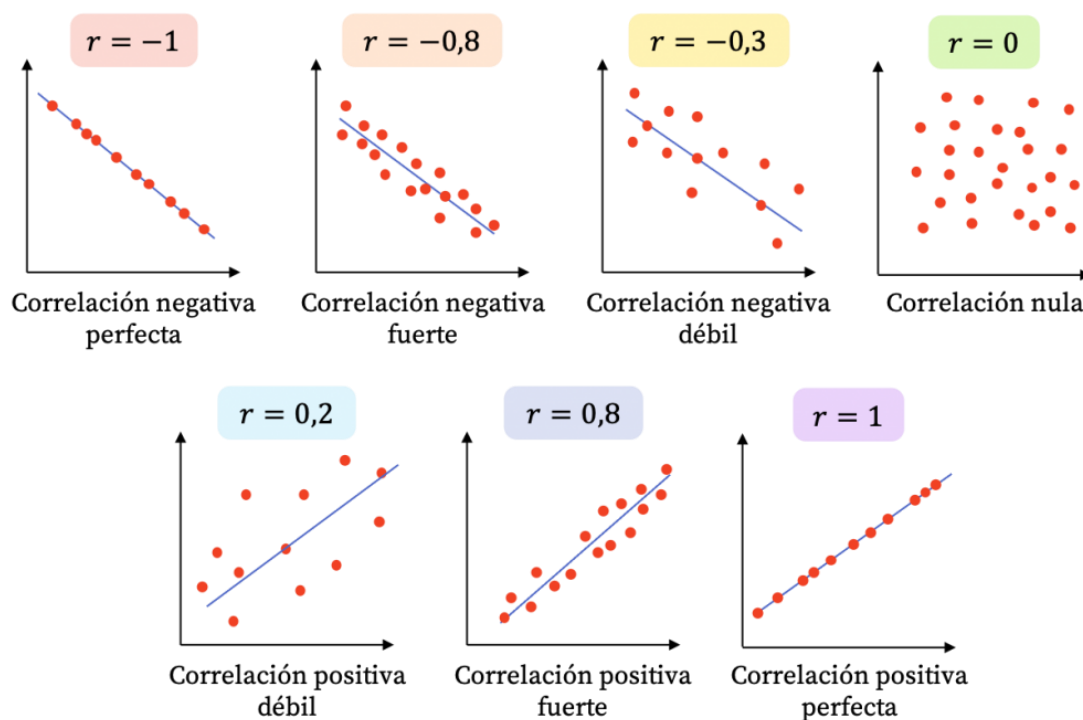 r = −1
r = −0,8
r = −0,3
r = 0
Correlación negativa
perfecta
Correlación negativa
fuerte
Correlación negativa
débil
Correlación nula
r = 0,2
r = 0,8
r = 1
Correlación positiva
débil
Correlación positiva
fuerte
Correlación positiva
perfecta